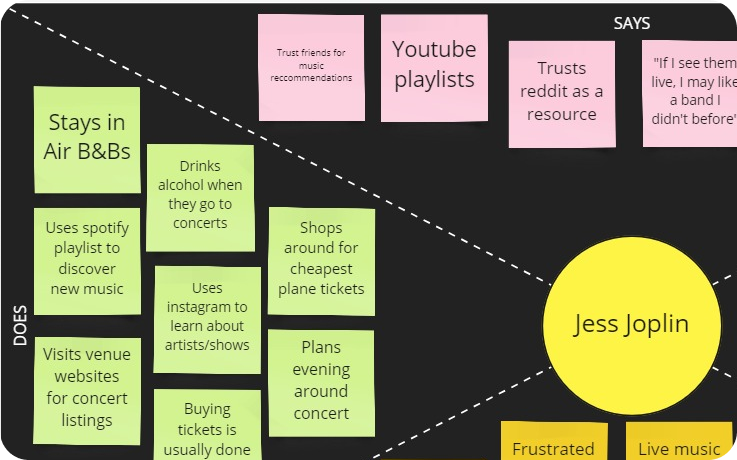 SAYS
Trust friends for
music
reccommendations
Youtube
playlists
Trusts
reddit as a
resource
"If I see them
live, I may like
a band I
didn't before"
DOES
Stays in
Air B&Bs
Drinks
alcohol when
they go to
concerts
Uses spotify
playlist to
discover
new music
Shops
around for
cheapest
plane tickets
Uses
instagram to
learn about
artists/shows
Visits venue
websites
for concert
listings
Plans
evening
around
concert
Buying
tickets is
usually done
Jess Joplin
Frustrated
Live music